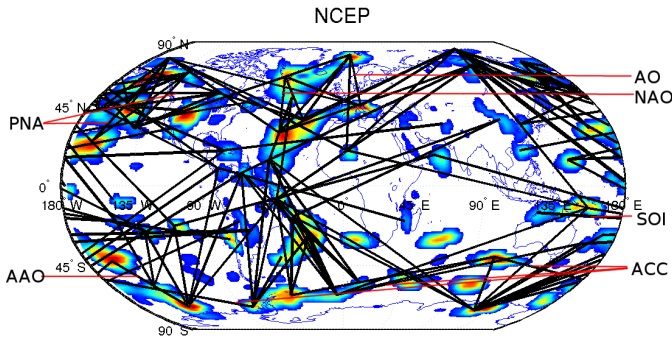 NCEP
90° N
AO
NAO
45° N
PNA
0°
180° W
135° W
90° W
0° E
45° E
90° E
135° E
180° E
SOI
45° S
AAO
ACC
90° S